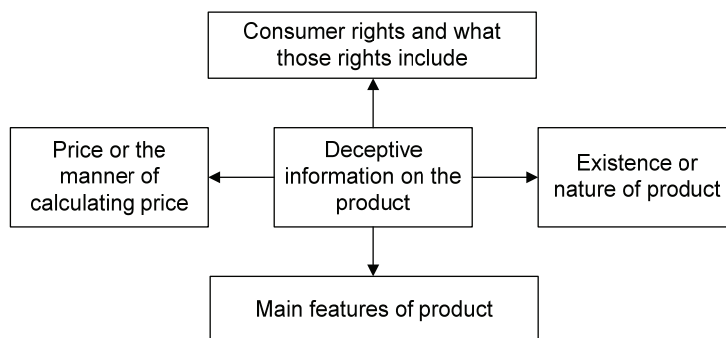 Consumer rights and what
those rights include
Price or the
manner of
calculating price
Deceptive
information on the
product
Existence or
nature of product
Main features of product